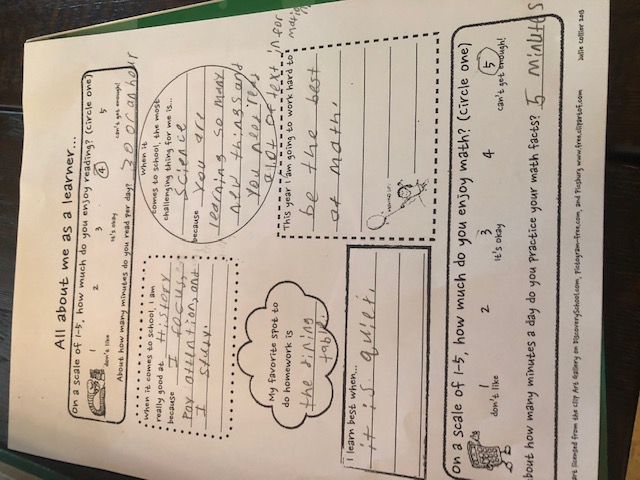 All about me as a learner...
On a scale of 1-5, how much do you enjoy reading? (circle one)
1 2 3 4 5
don't like it's okay can't get enough!
About how many minutes do you read per day? 30 or an hour
When it comes to school, I am
really good at History
because I focus,
Pay attention, and
I study.
When it
comes to school, the most
challenging thing for me is...
Science
because you are
learning so many
new things and
you need
a lot of text infor
mation
My favorite spot to
do homework is
the dining
table.
This year I am going to work hard to
be the best
at math.
MOVING UP!
I learn best when...
it is quiet.
On a scale of 1-5, how much do you enjoy math? (circle one)
1 2 3 4 5
don't like it's okay can't get enough!
bout how many minutes a day do you practice your math facts? 5 minutes
art licensed from the Clip Art Gallery on DiscoverySchool.com, pictogram-free.com, and Picsburg www.free.clipartof.com Julie Collier 2013